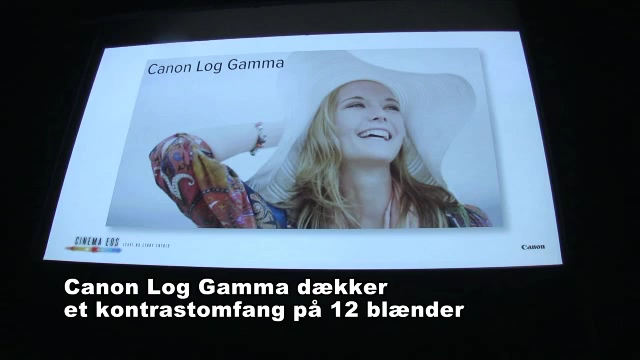 Canon Log Gamma
CINEMA EOS
Canon
Canon Log Gamma dækker
et kontrastomfang på 12 blænder